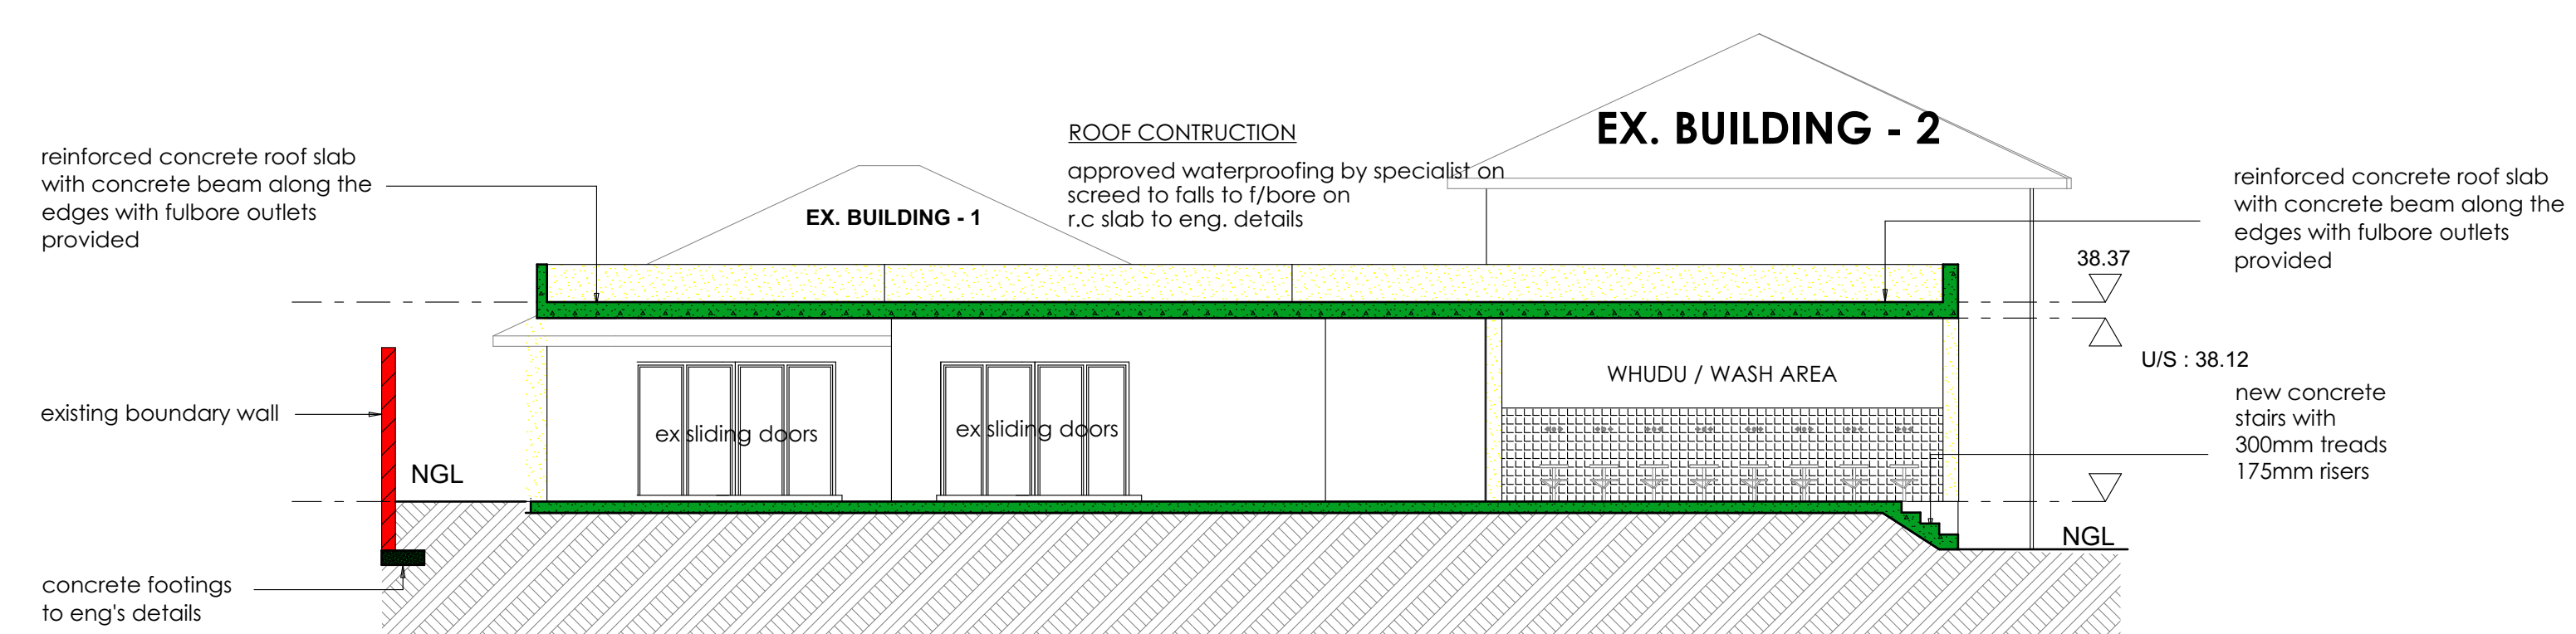 reinforced concrete roof slab
with concrete beam along the
edges with fulbore outlets
provided
EX. BUILDING - 1
ROOF CONTRUCTION
approved waterproofing by specialist on
screed to falls to f/bore on
r.c slab to eng. details
EX. BUILDING - 2
reinforced concrete roof slab
with concrete beam along the
edges with fulbore outlets
provided
38.37
U/S : 38.12
existing boundary wall
NGL
ex sliding doors
ex sliding doors
WHUDU / WASH AREA
new concrete
stairs with
300mm treads
175mm risers
NGL
concrete footings
to eng's details